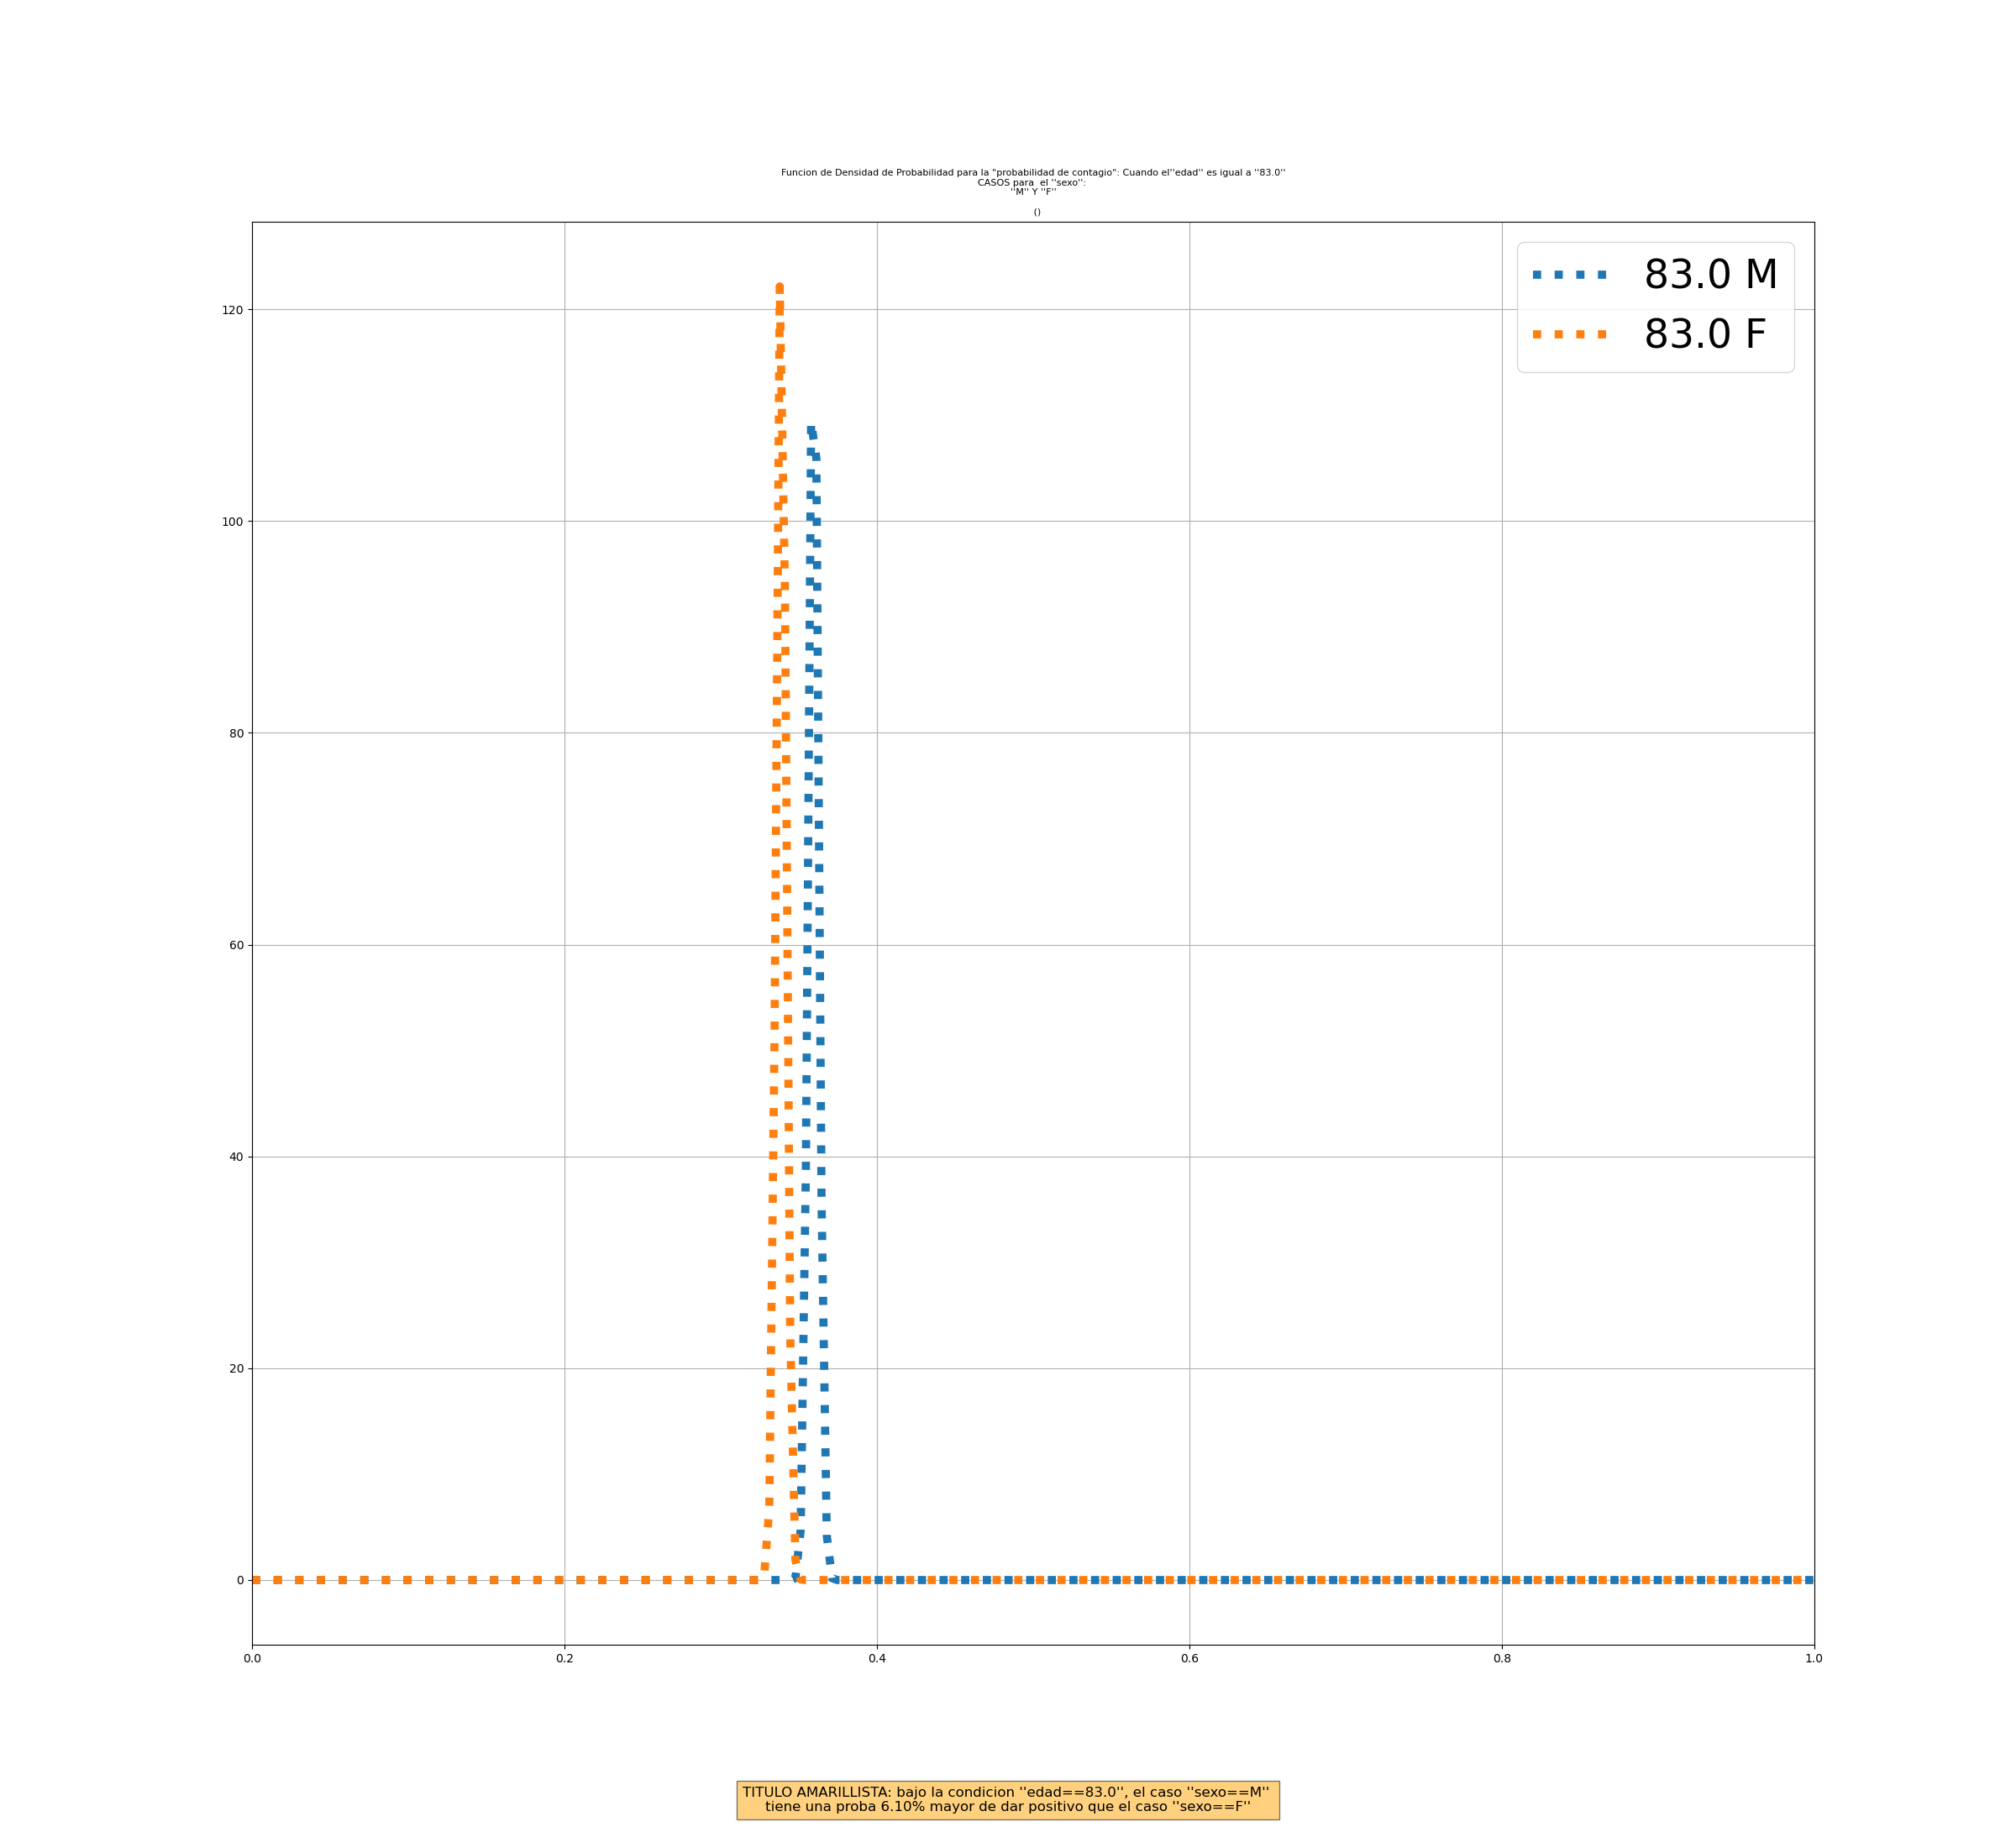 Funcion de Densidad de Probabilidad para la "probabilidad de contagio": Cuando el''edad'' es igual a ''83.0''
CASOS para  el ''sexo'':
''M'' Y ''F''
()
83.0 M
83.0 F
120
100
80
60
40
20
0
0.0
0.2
0.4
0.6
0.8
1.0
TITULO AMARILLISTA: bajo la condicion ''edad==83.0'', el caso ''sexo==M''
tiene una proba 6.10% mayor de dar positivo que el caso ''sexo==F''